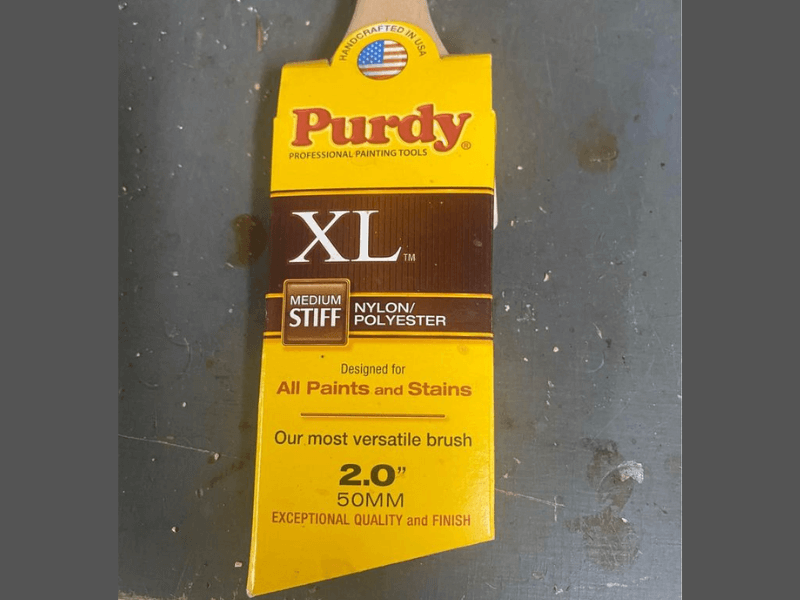 HANDCRAFTED IN USA
Purdy®
PROFESSIONAL PAINTING TOOLS
XL™
MEDIUM
STIFF
NYLON/
POLYESTER
Designed for
All Paints and Stains
Our most versatile brush
2.0”
50MM
EXCEPTIONAL QUALITY and FINISH